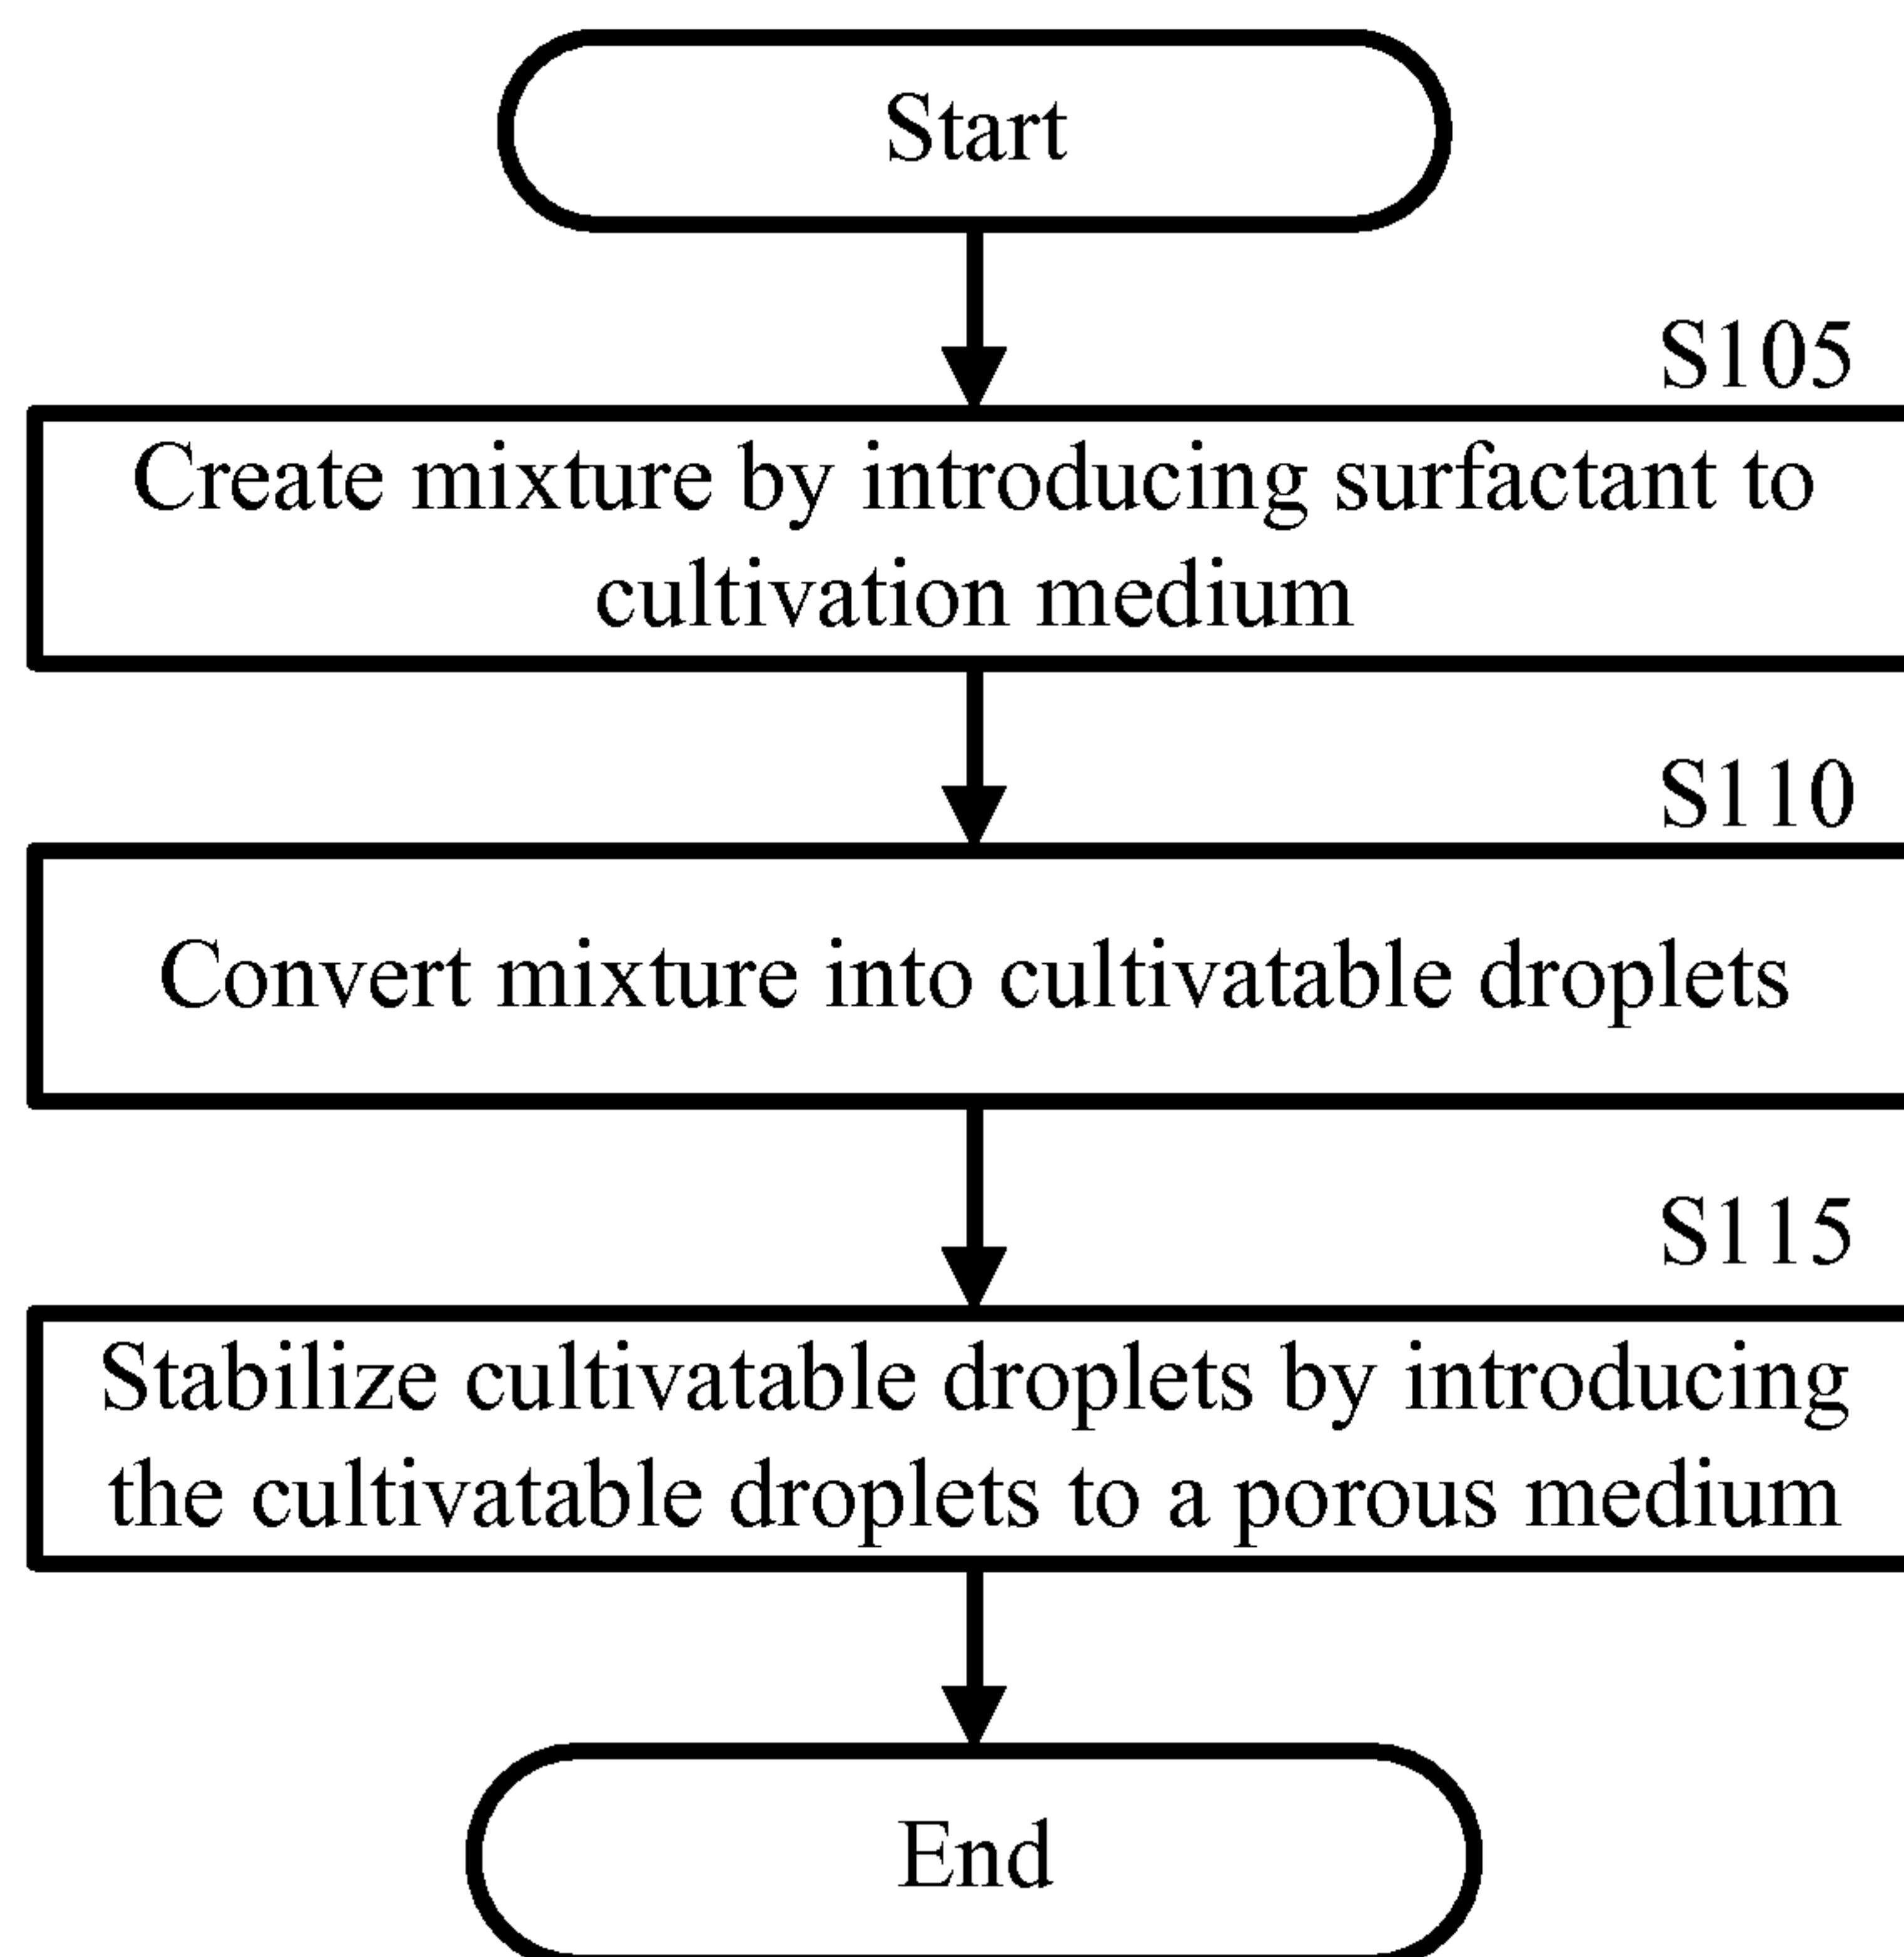 Start
S105
Create mixture by introducing surfactant to
cultivation medium
S110
Convert mixture into cultivatable droplets
S115
Stabilize cultivatable droplets by introducing
the cultivatable droplets to a porous medium
End